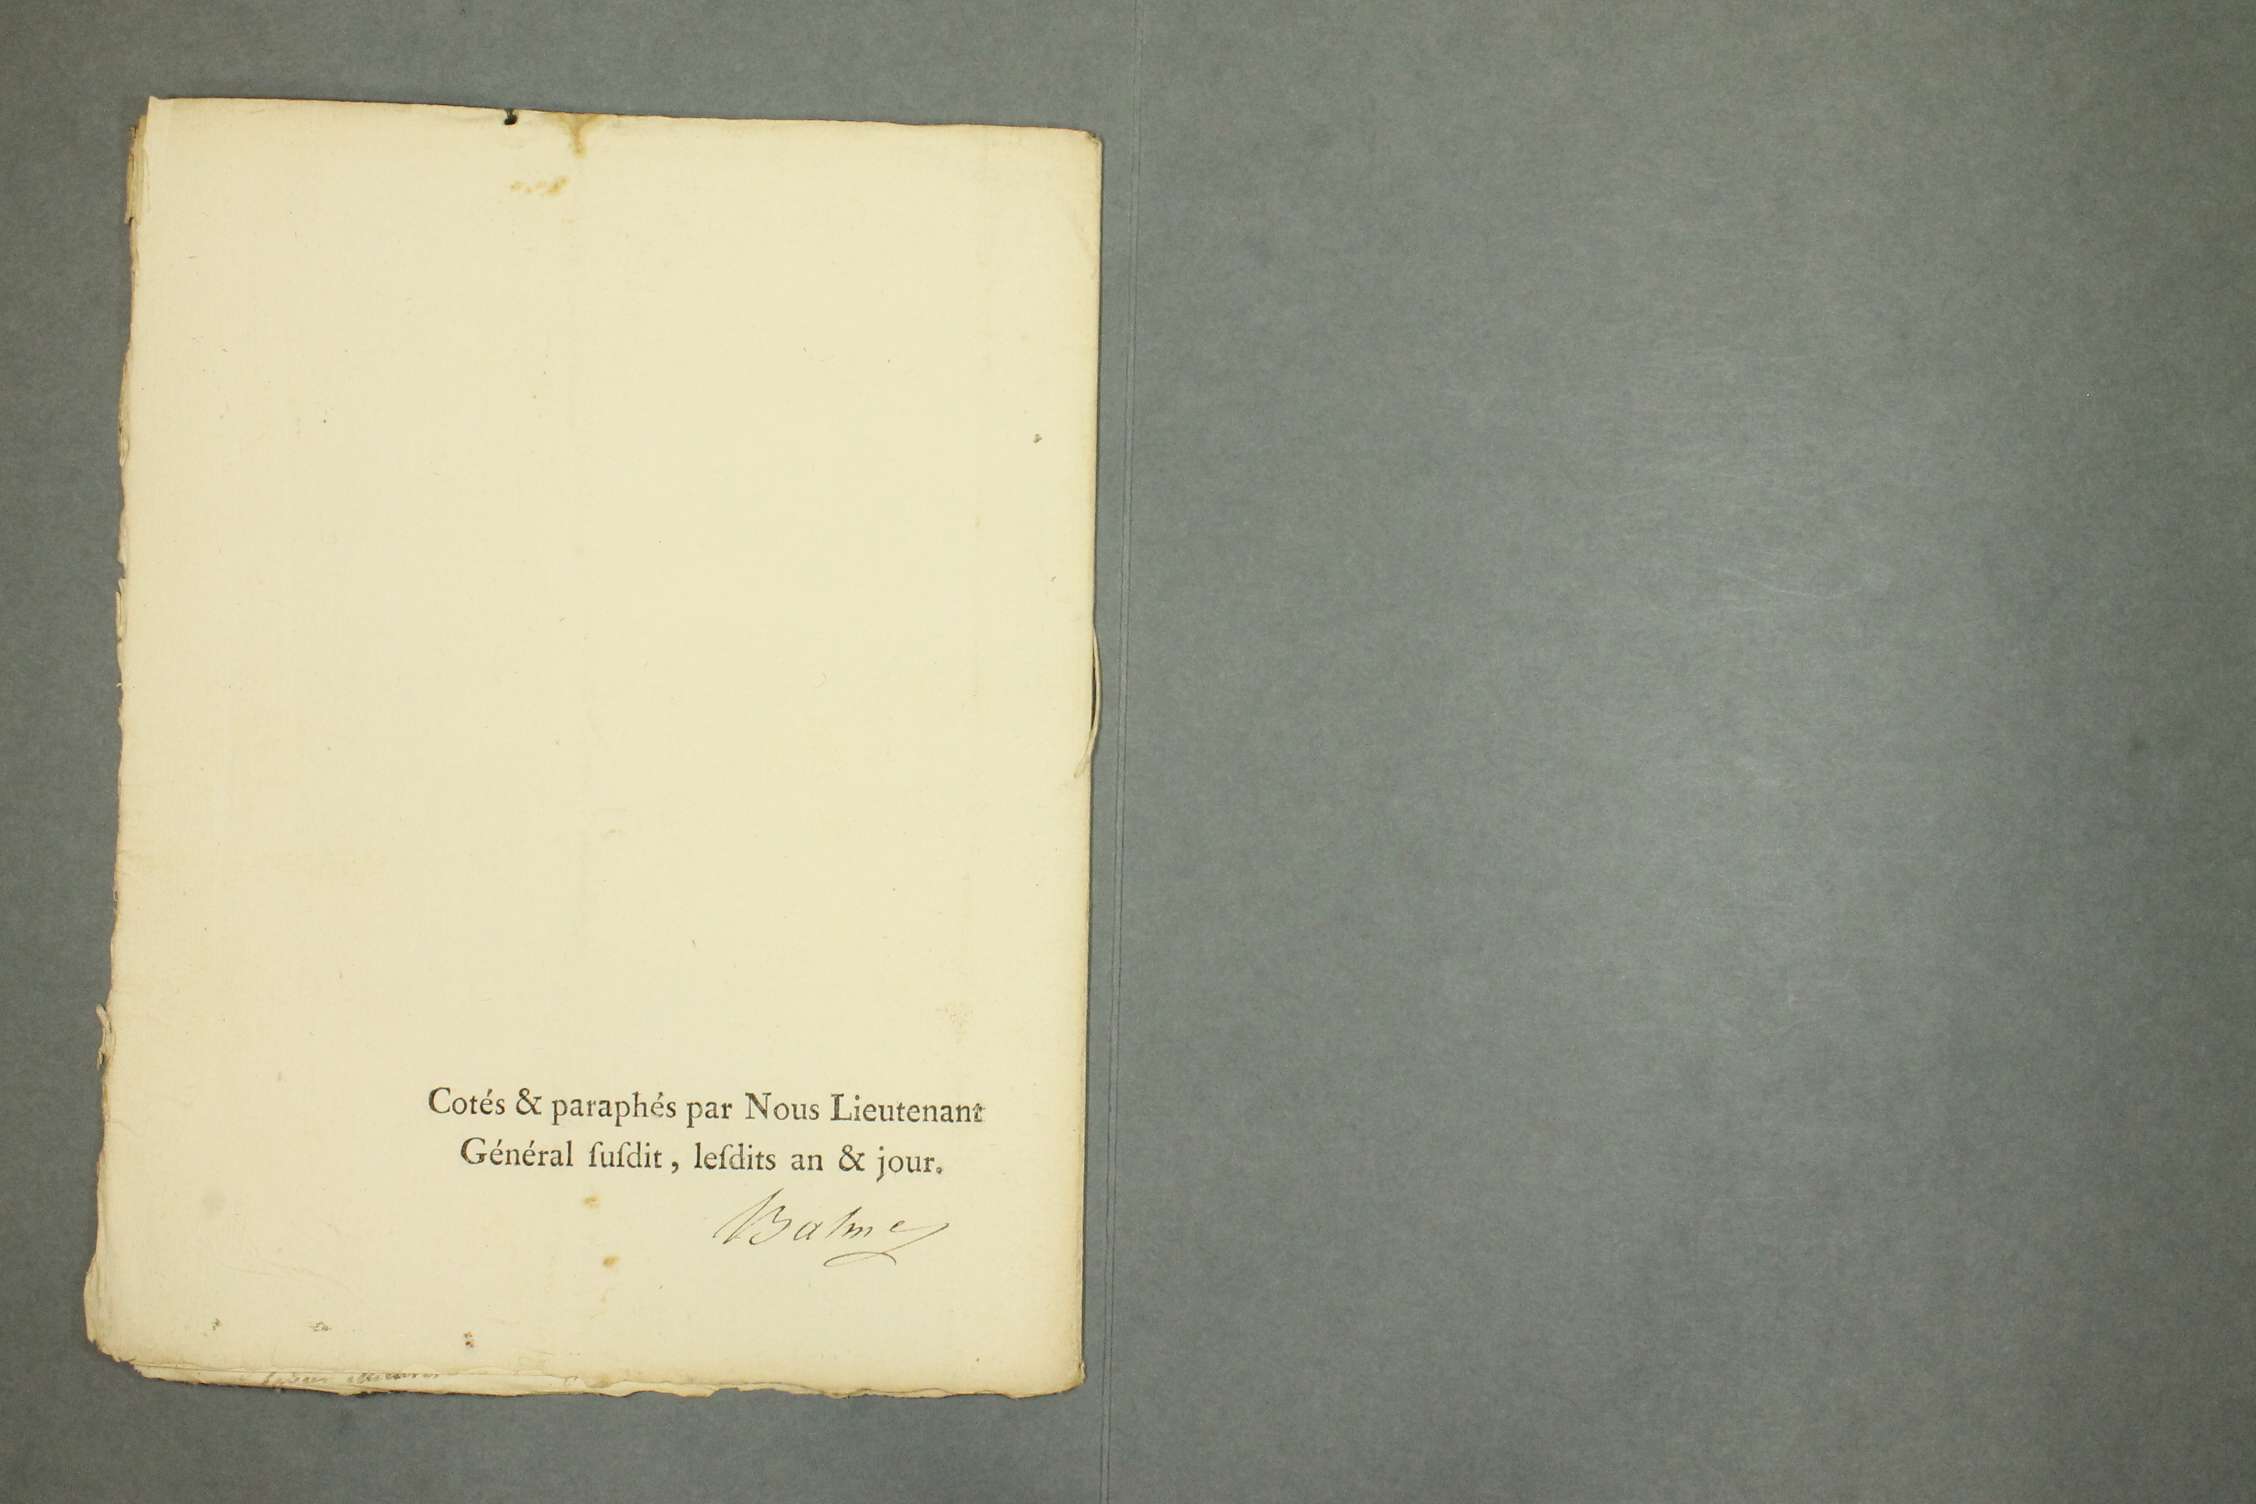 Cotés & paraphés par Nous Lieutenant
Général ſuſdit, leſdits an & jour.
Balme